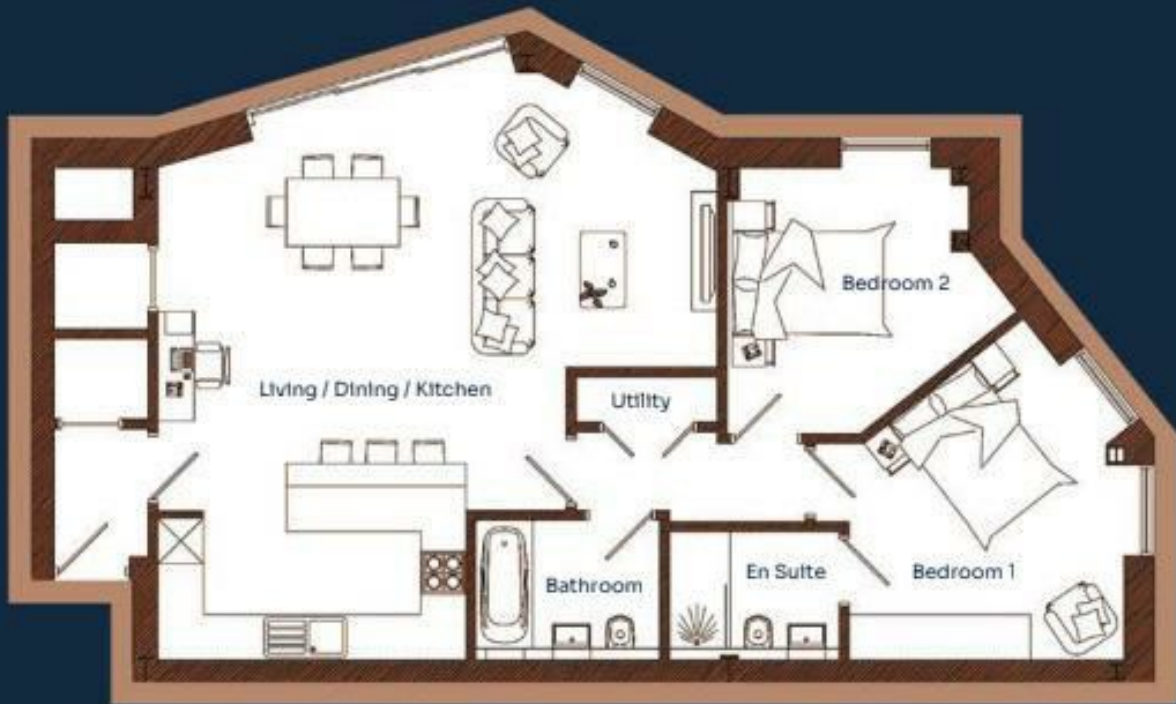 Bedroom 2
Living / Dining / Kitchen
Utility
Bathroom
En Suite
Bedroom 1